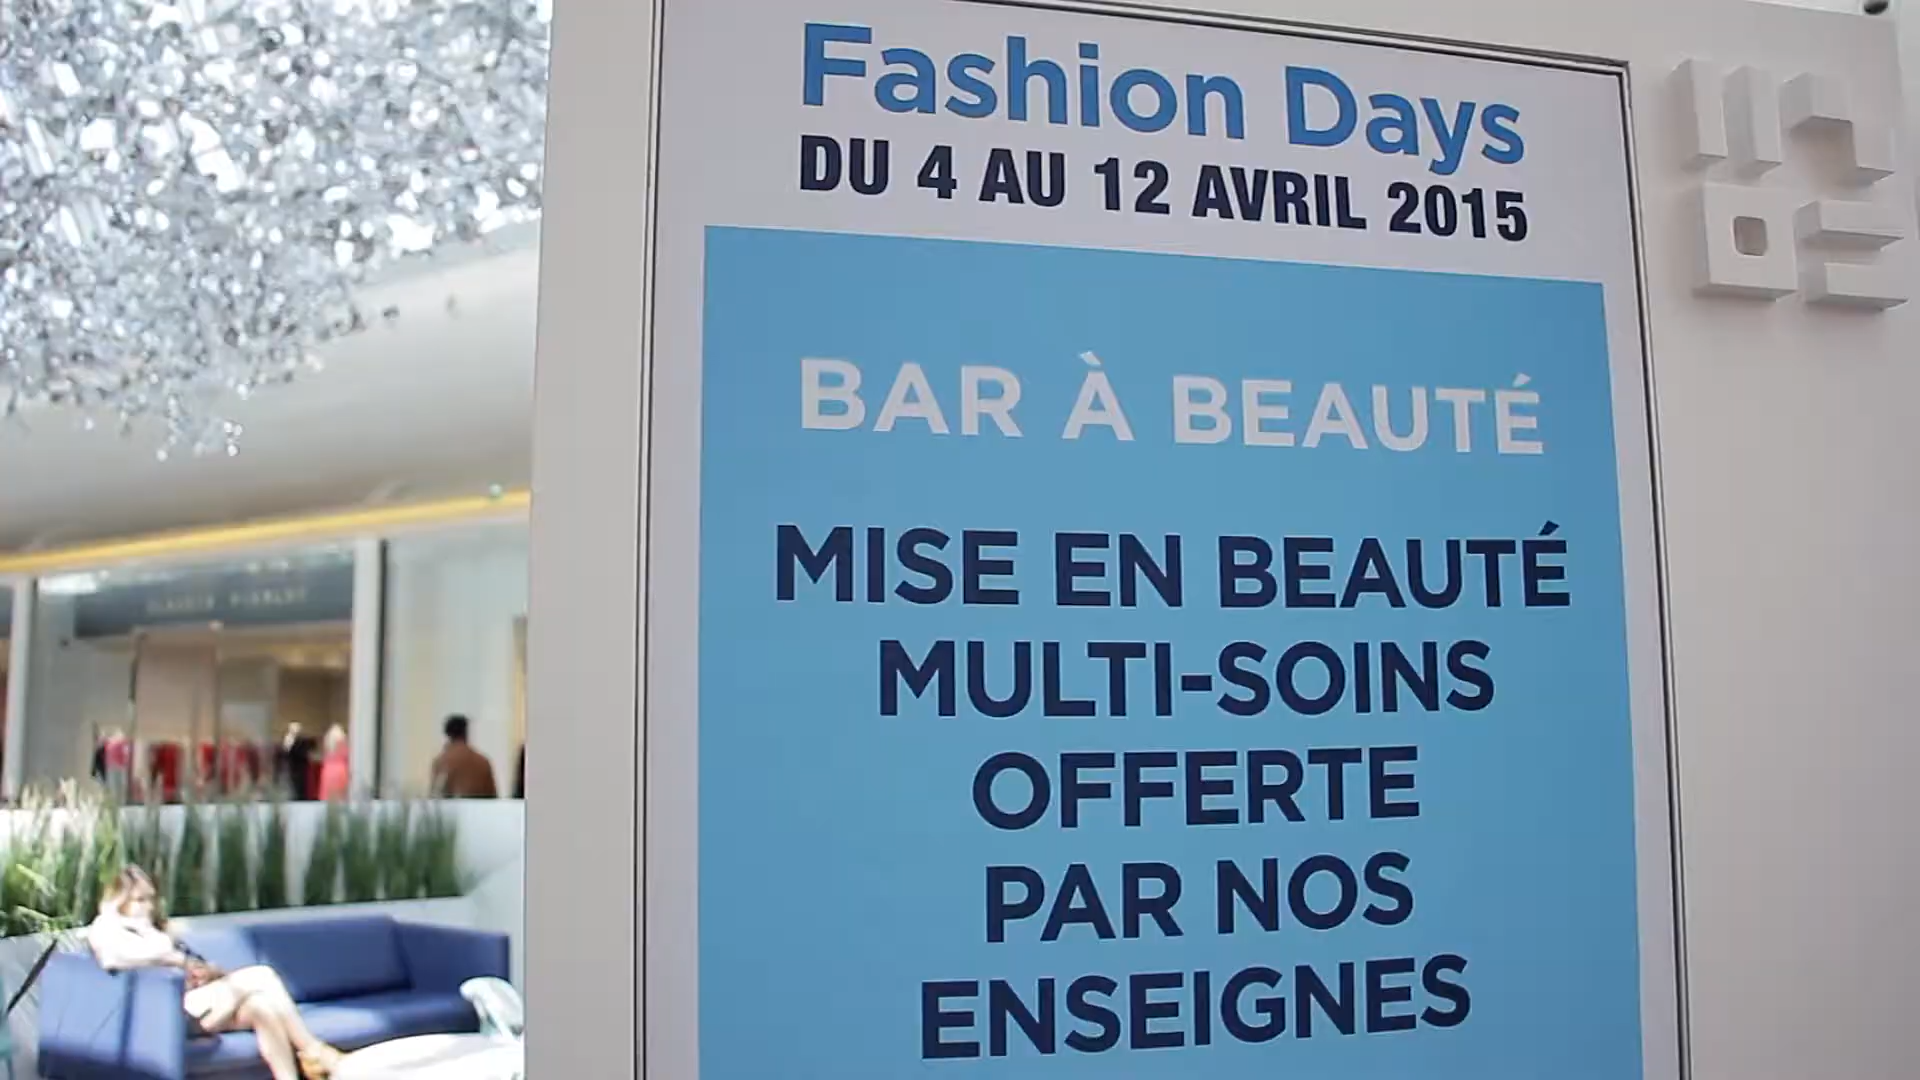 Fashion Days
DU 4 AU 12 AVRIL 2015
BAR À BEAUTÉ
MISE EN BEAUTÉ
MULTI-SOINS
OFFERTE
PAR NOS
ENSEIGNES